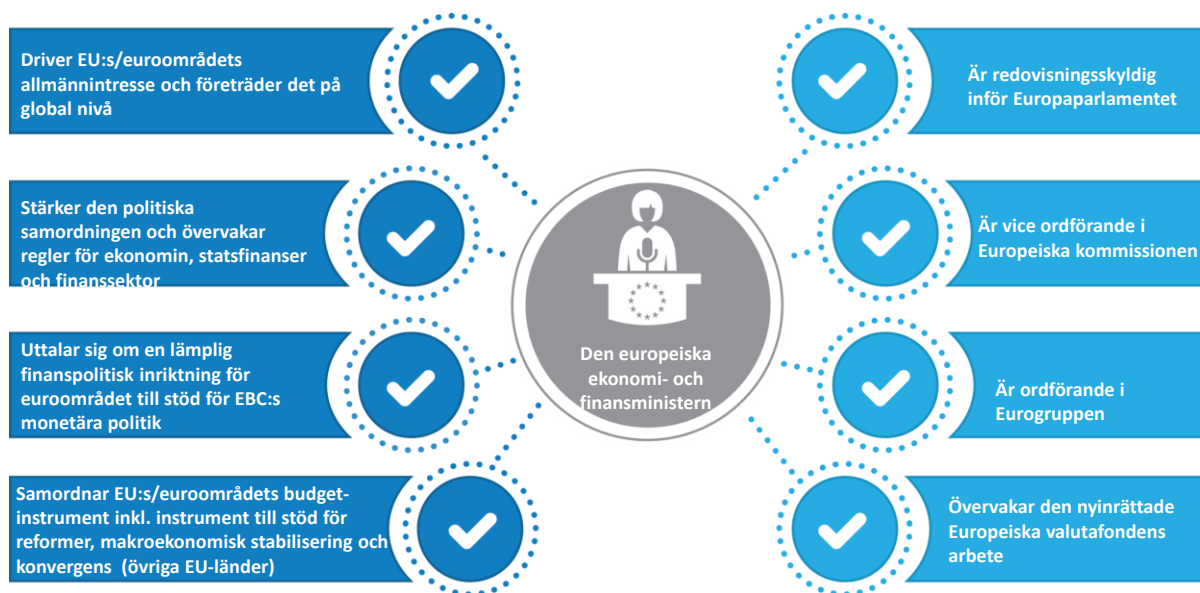 Driver EU:s/euroområdets
allmännintresse och företräder det på
global nivå
Stärker den politiska
samordningen och övervakar
regler för ekonomin, statsfinanser
och finanssektor
Uttalar sig om en lämplig
finanspolitisk inriktning för
euroområdet till stöd för EBC:s
monetära politik
Samordnar EU:s/euroområdets budget-
instrument inkl. instrument till stöd för
reformer, makroekonomisk stabilisering och
konvergens (övriga EU-länder)
Den europeiska
ekonomi- och
finansministern
Är redovisningsskyldig
inför Europaparlamentet
Är vice ordförande i
Europeiska kommissionen
Är ordförande i
Eurogruppen
Övervakar den nyinrättade
Europeiska valutafondens
arbete